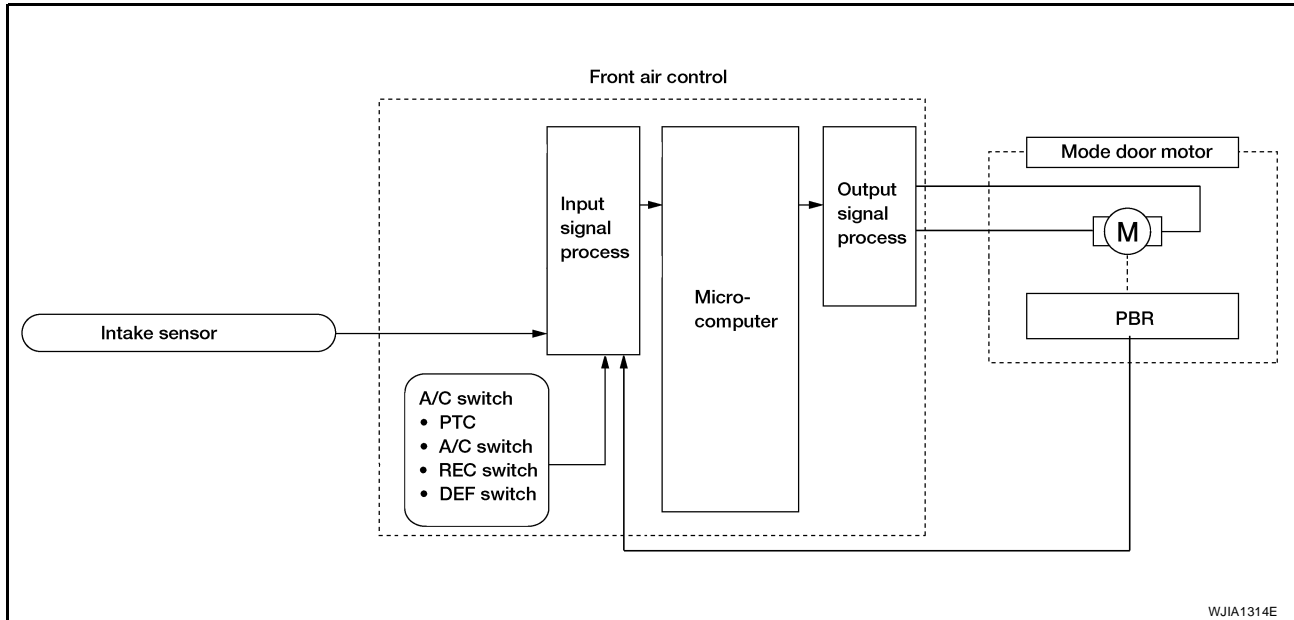 Front air control
Mode door motor
Input
signal
process
Output
signal
process
M
Micro-
computer
PBR
Intake sensor
A/C switch
• PTC
• A/C switch
• REC switch
• DEF switch
WJIA1314E